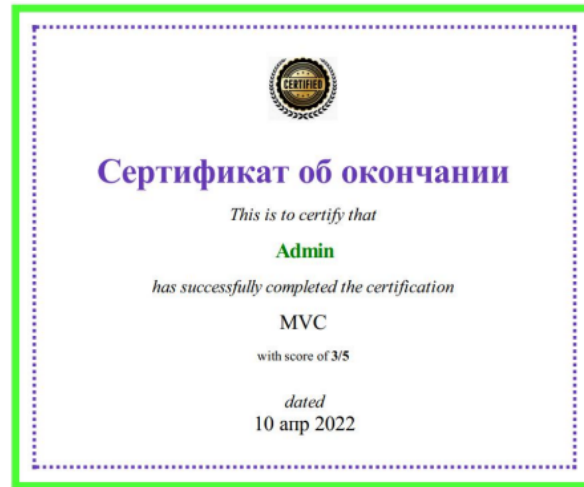 CERTIFIED
Сертификат об окончании
This is to certify that
Admin
has successfully completed the certification
MVC
with score of 3/5
dated
10 апр 2022